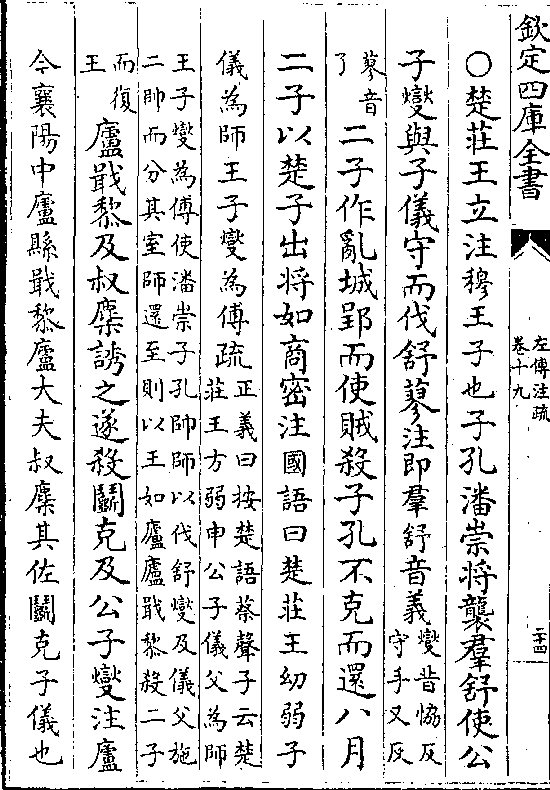 欽定四庫全書
左傳注疏
卷十九
二十四
○楚莊王立注穆王子也子孔潘崇将襲羣舒使公
子燮與子儀守而伐舒蓼注即羣舒音義
燮昔恊反
守手又反
蓼音
了
二子作亂城郢而使賊殺子孔不克而還八月
二子以楚子出将如商密注國語曰楚莊王幼弱子
儀為師王子燮為傅疏
正義曰按楚語蔡聲子云楚
莊王方弱申公子儀父為師
王子燮為傅使潘崇子孔帥師以伐舒燮及儀父施
二帥而分其室師還至則以王如廬廬戢黎殺二子
而復
王
廬戢黎及叔麇誘之遂殺鬭克及公子燮注廬
今襄陽中廬縣戢黎廬大夫叔麇其佐鬭克子儀也